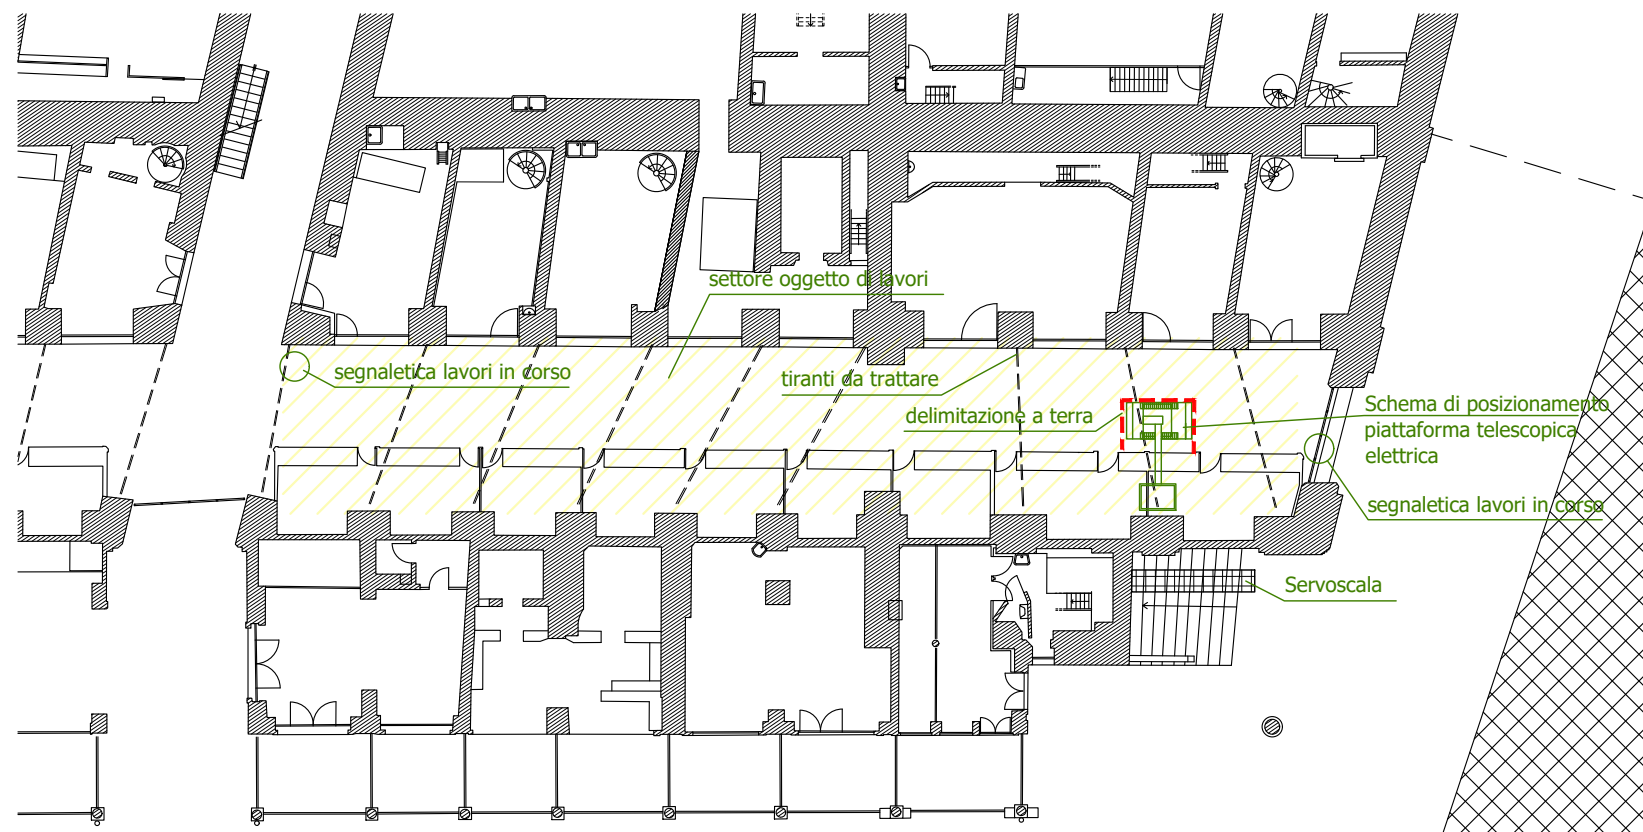 settore oggetto di lavori
segnaletica lavori in corso
tiranti da trattare
delimitazione a terra
Schema di posizionamento
piattaforma telescopica
elettrica
segnaletica lavori in corso
Servoscala